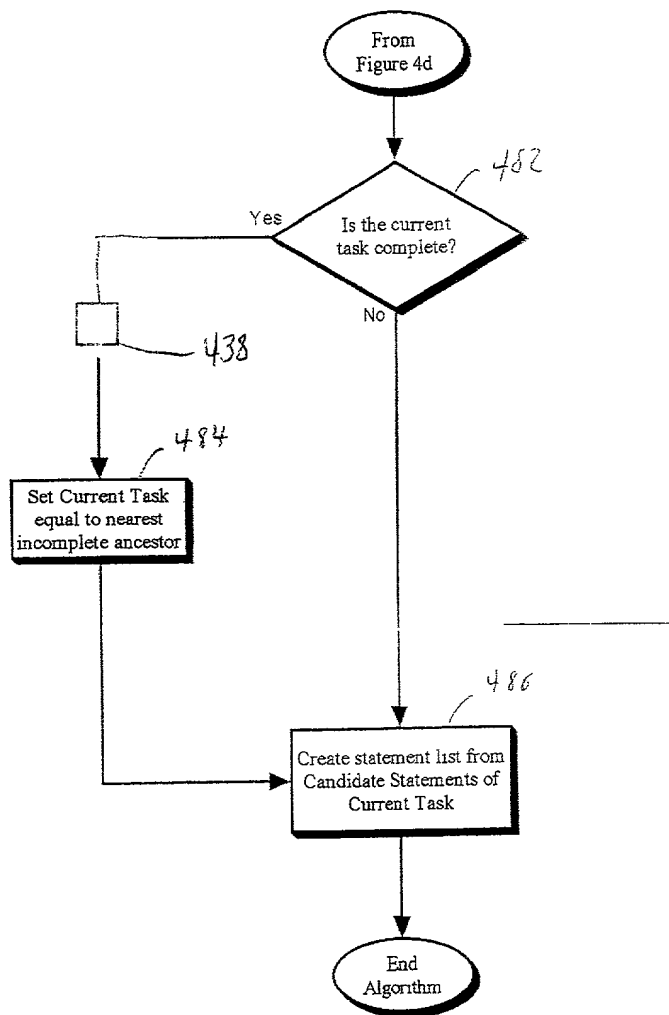 From
Figure 4d
482
Is the current
task complete?
Yes
No
438
484
Set Current Task
equal to nearest
incomplete ancestor
486
Create statement list from
Candidate Statements of
Current Task
End
Algorithm